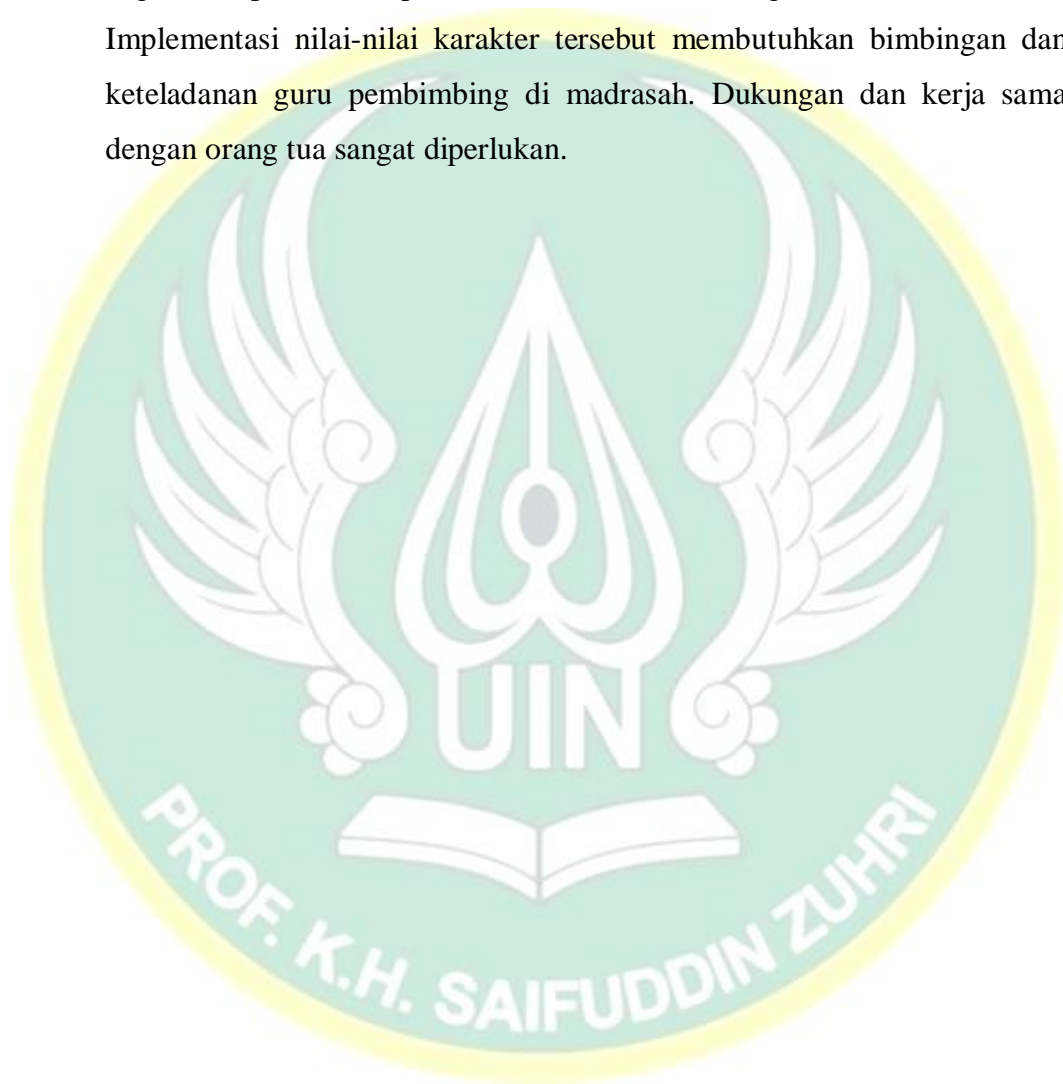 Implementasi nilai-nilai karakter tersebut membutuhkan bimbingan dan
keteladanan guru pembimbing di madrasah. Dukungan dan kerja sama
dengan orang tua sangat diperlukan.
UIN
PROF. K.H. SAIFUDDIN ZUHRI